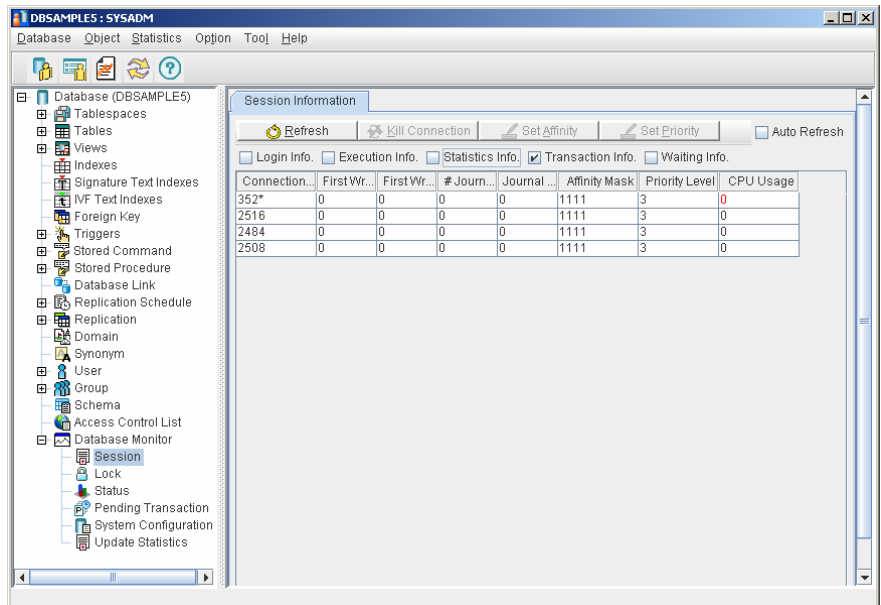 DBSAMPLE5 : SYSADM
Database Object Statistics Option Tool Help
Database (DBSAMPLE5)
Tablespaces
Tables
Views
Indexes
Signature Text Indexes
IVF Text Indexes
Foreign Key
Triggers
Stored Command
Stored Procedure
Database Link
Replication Schedule
Replication
Domain
Synonym
User
Group
Schema
Access Control List
Database Monitor
Session
Lock
Status
Pending Transaction
System Configuration
Update Statistics
Session Information
Refresh Kill Connection Set Affinity Set Priority Auto Refresh
Login Info. Execution Info. Statistics Info. Transaction Info. Waiting Info.
Connection... First Wr... First Wr... # Journ... Journal ... Affinity Mask Priority Level CPU Usage
352* 0 0 0 0 1111 3 0
2516 0 0 0 0 1111 3 0
2484 0 0 0 0 1111 3 0
2508 0 0 0 0 1111 3 0